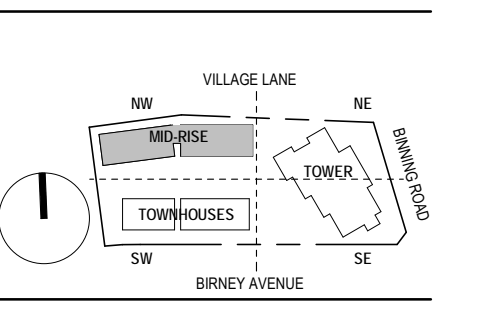 VILLAGE LANE
NW
NE
MID-RISE
BINNING ROAD
TOWER
TOWNHOUSES
SW
SE
BIRNEY AVENUE